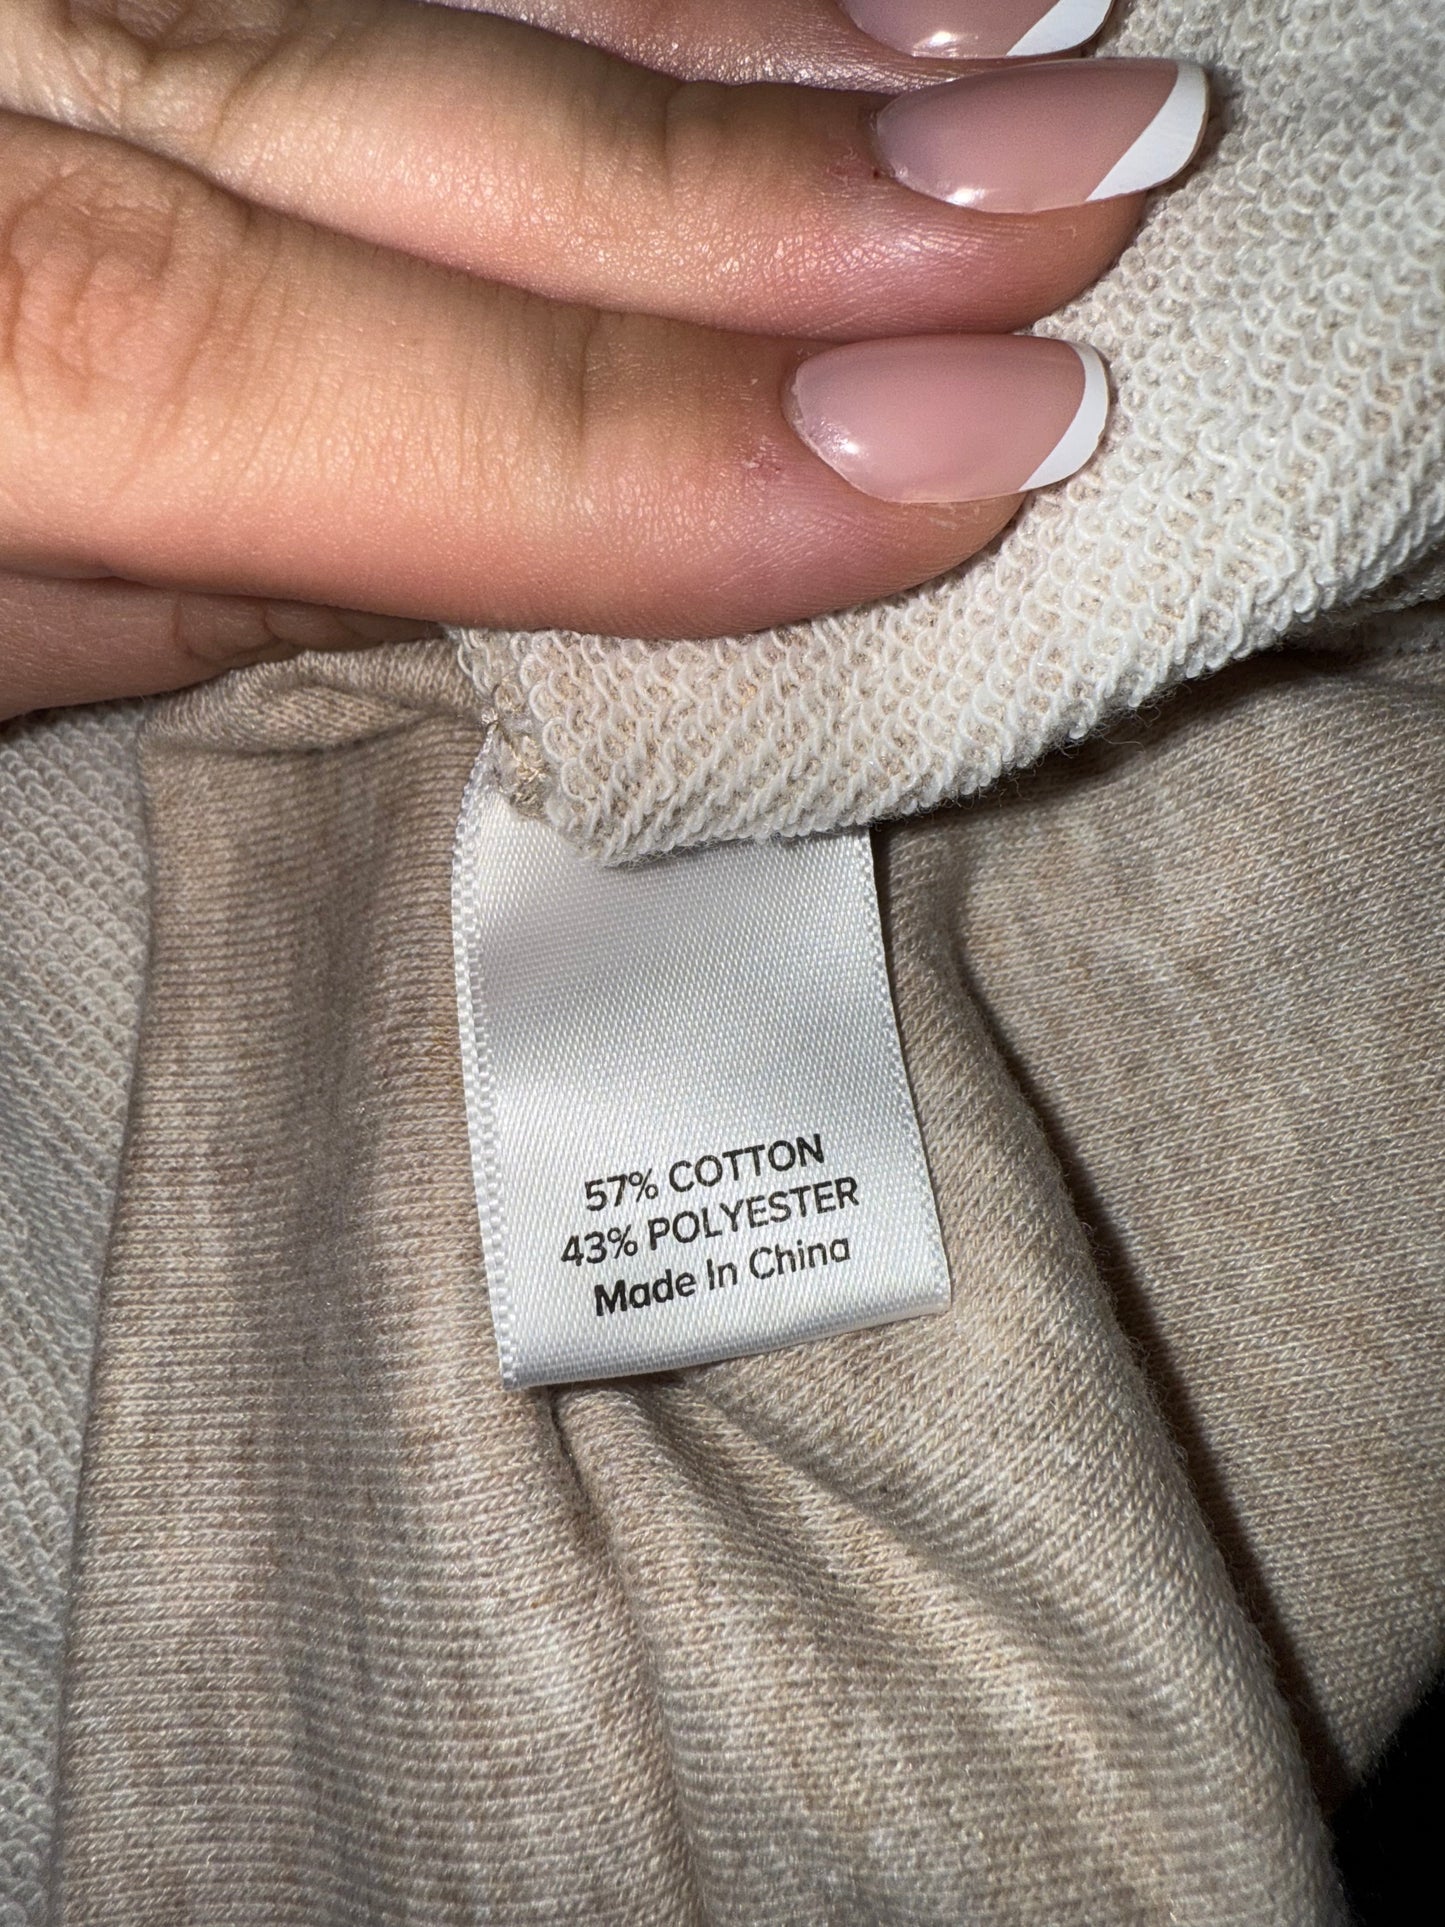 57% COTTON
43% POLYESTER
Made In China